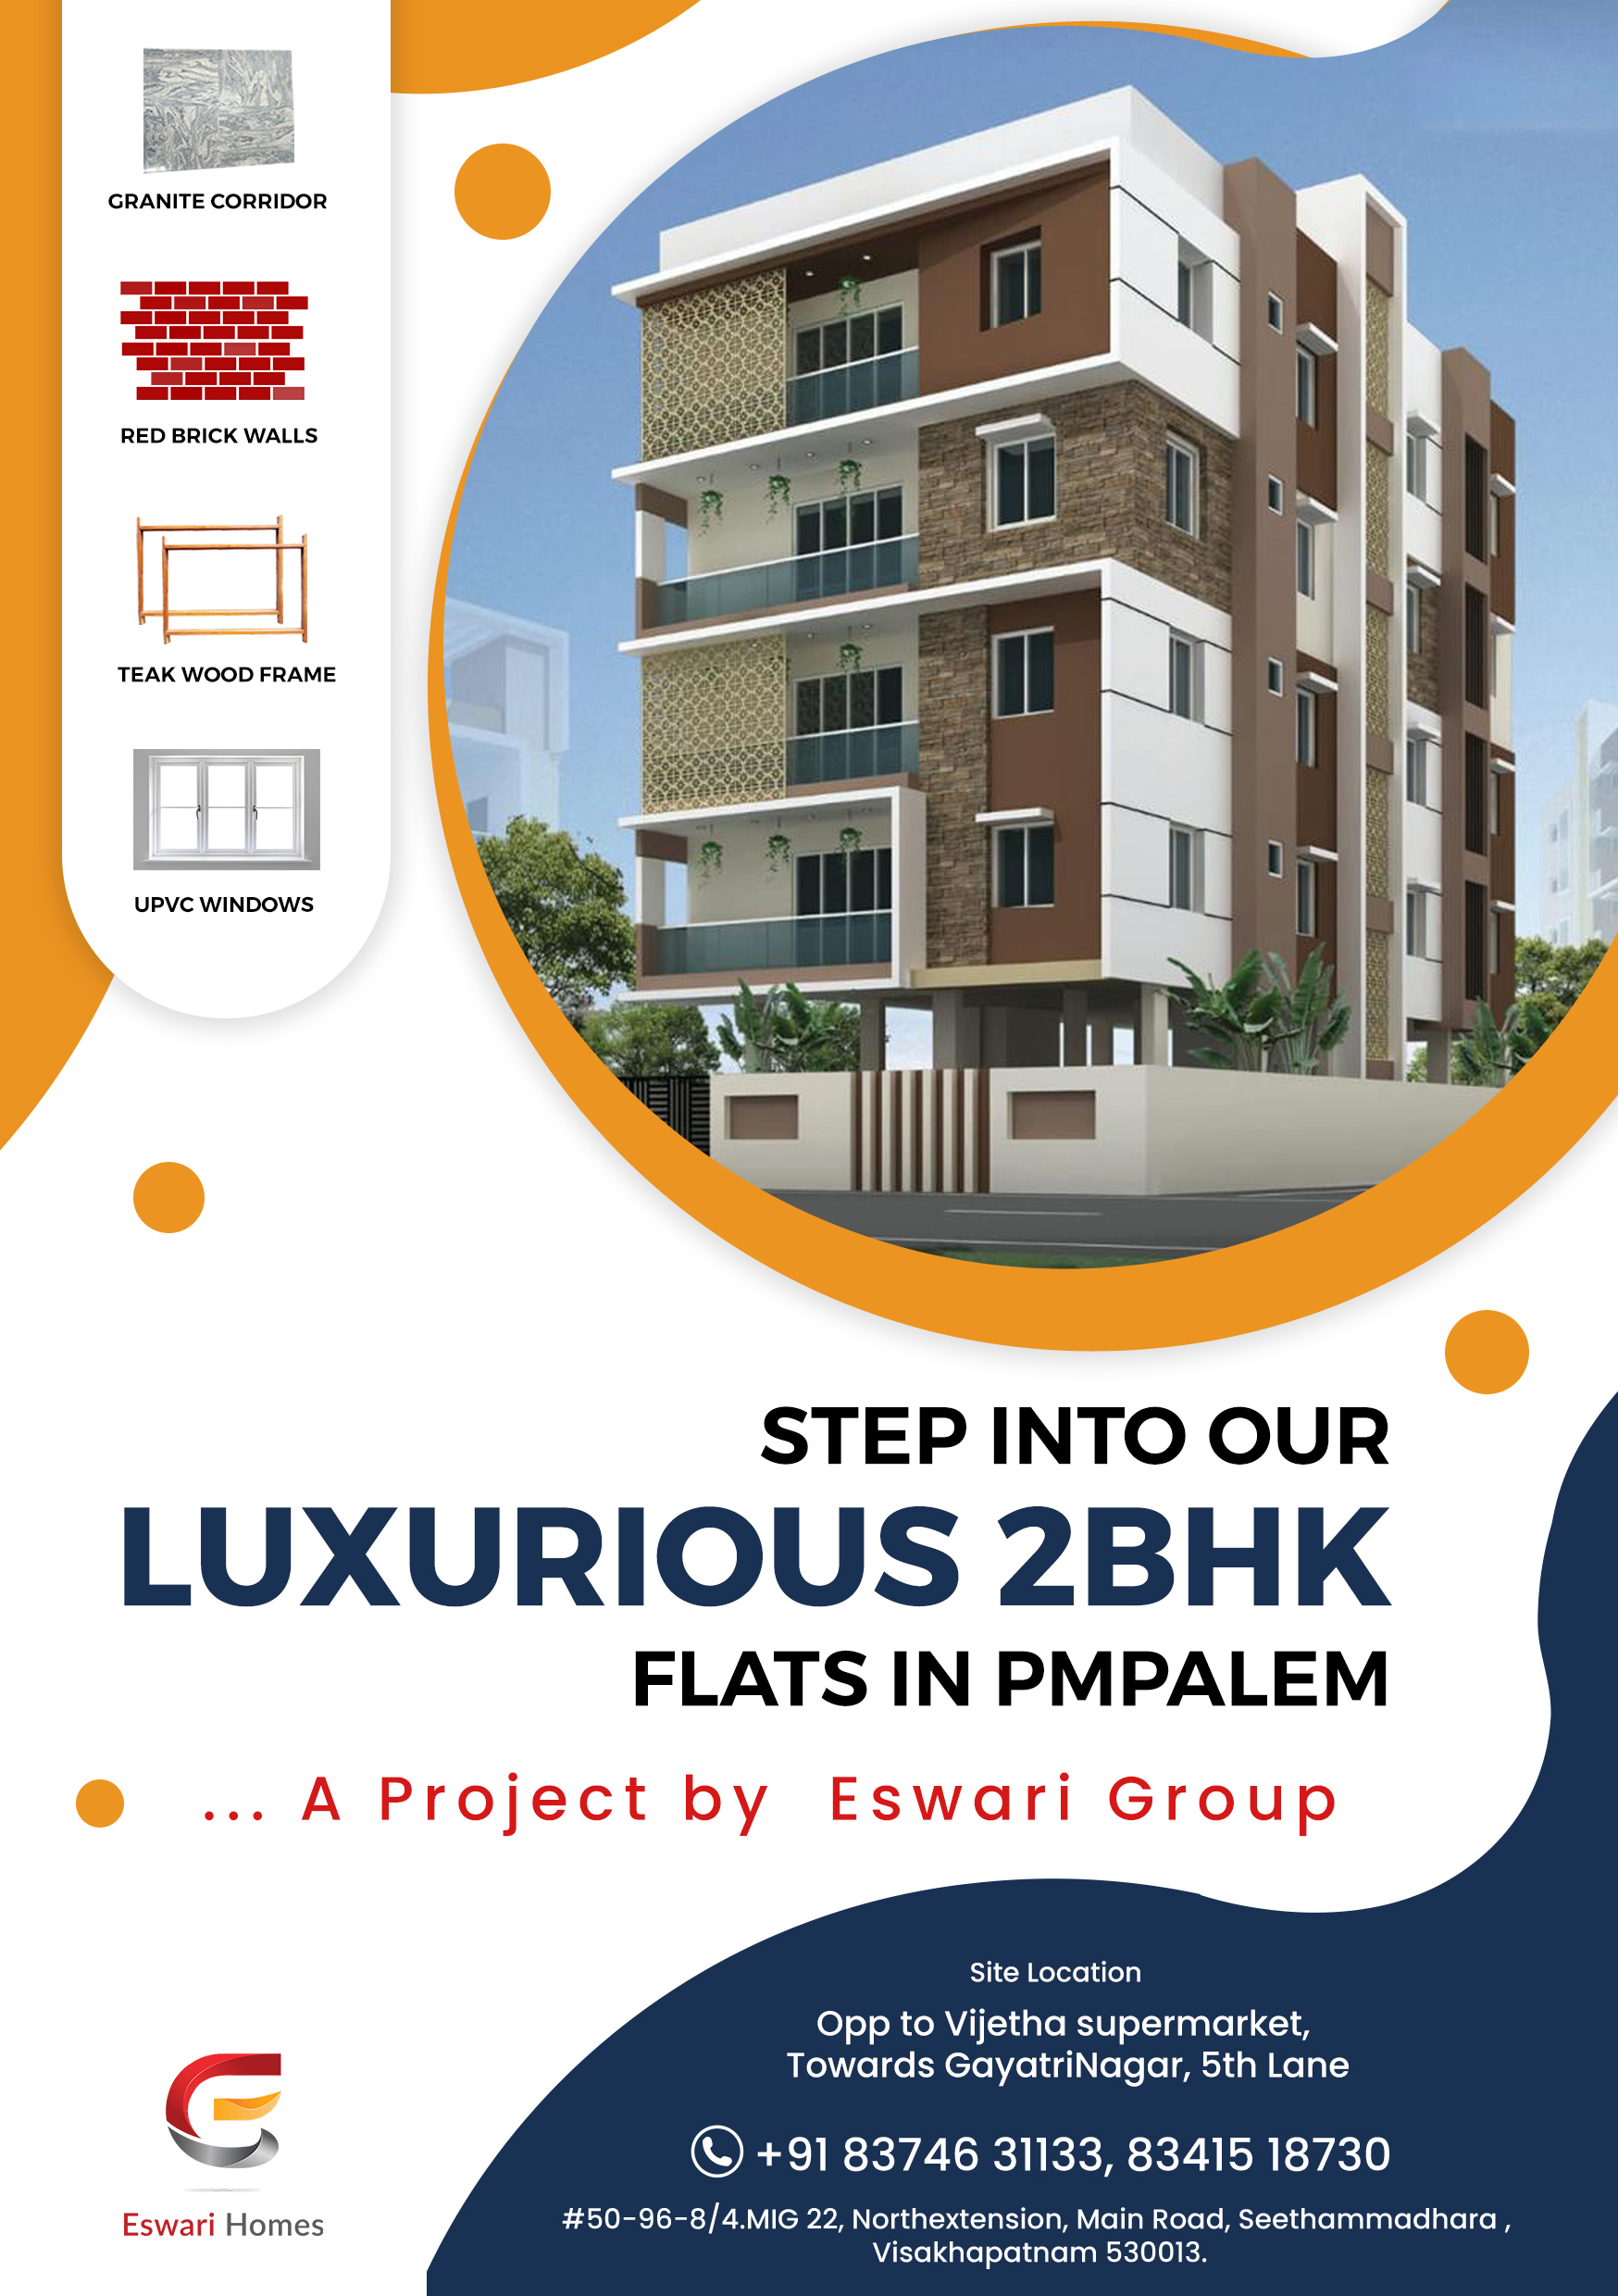 GRANITE CORRIDOR
RED BRICK WALLS
TEAK WOOD FRAME
UPVC WINDOWS
STEP INTO OUR
LUXURIOUS 2BHK
FLATS IN PMPALEM
... A Project by Eswari Group
Site Location
Opp to Vijetha supermarket,
Towards GayatriNagar, 5th Lane
+91 83746 31133, 83415 18730
#50-96-8/4.MIG 22, Northextension, Main Road, Seethammadhara ,
Visakhapatnam 530013.
Eswari Homes